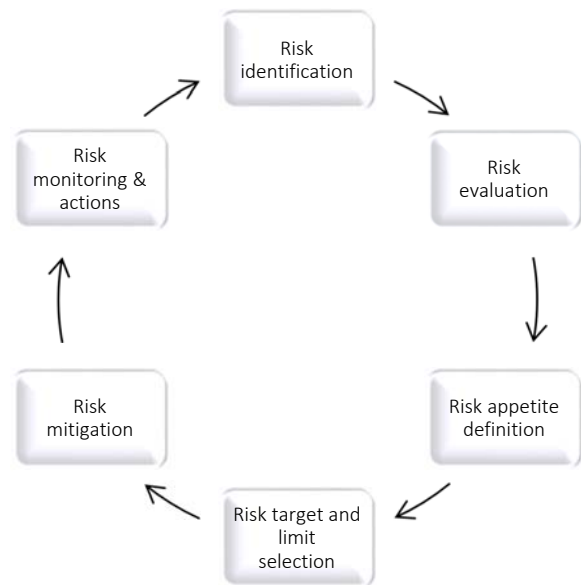 Risk
identification
Risk
evaluation
Risk appetite
definition
Risk target and
limit
selection
Risk
mitigation
Risk
monitoring &
actions